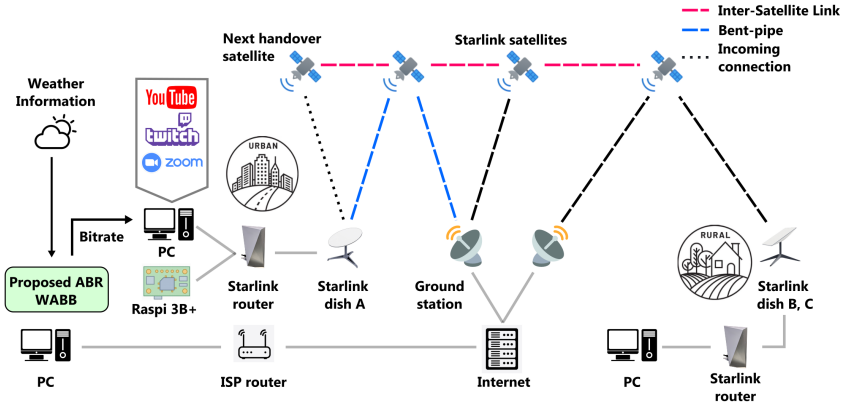 Inter-Satellite Link
Bent-pipe
Incoming
connection
Next handover
satellite
Starlink satellites
Weather
Information
YouTube
twitch
zoom
URBAN
Bitrate
PC
Proposed ABR
WABB
Raspi 3B+
Starlink
router
Starlink
dish A
Ground
station
RURAL
Starlink
dish B, C
PC
ISP router
Internet
PC
Starlink
router